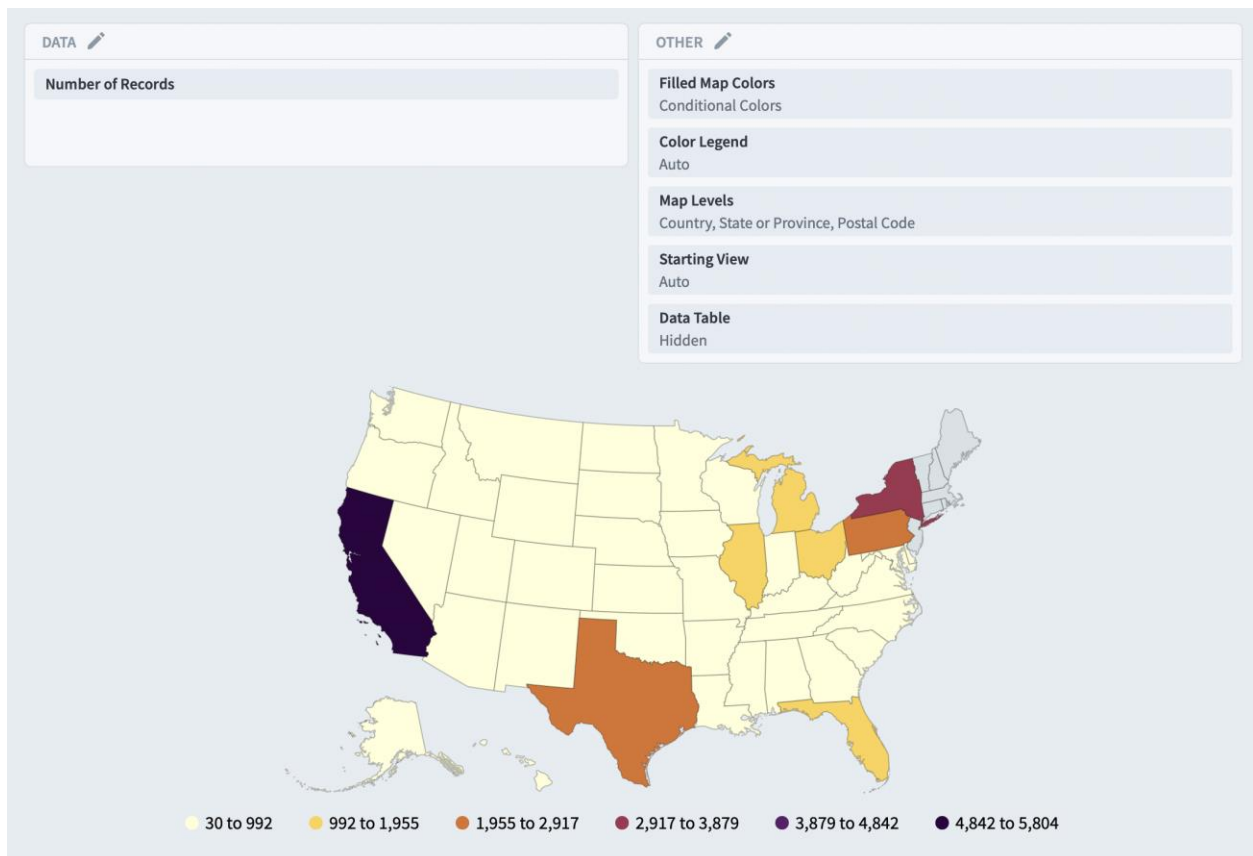 DATA
Number of Records
OTHER
Filled Map Colors
Conditional Colors
Color Legend
Auto
Map Levels
Country, State or Province, Postal Code
Starting View
Auto
Data Table
Hidden
30 to 992
992 to 1,955
1,955 to 2,917
2,917 to 3,879
3,879 to 4,842
4,842 to 5,804